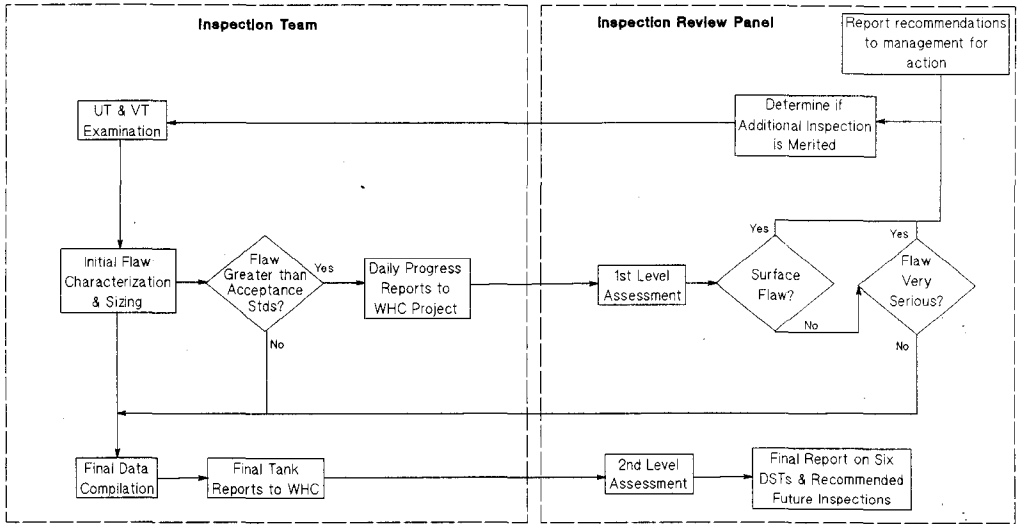 Inspection Team
Inspection Review Panel
Report recommendations
to management for
action
UT & VT
Examination
Determine if
Additional Inspection
is Merited
Initial Flaw
Characterization
& Sizing
Flaw
Greater than
Acceptance
Stds?
Yes
No
Daily Progress
Reports to
WHC Project
1st Level
Assessment
Surface
Flaw?
Yes
No
Flaw
Very
Serious?
Yes
No
Final Data
Compilation
Final Tank
Reports to WHC
2nd Level
Assessment
Final Report on Six
DSTs & Recommended
Future Inspections